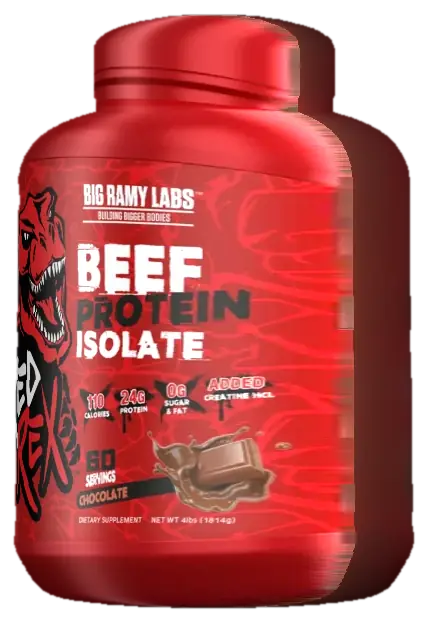 BIG RAMY LABS™
BUILDING BIGGER BODIES
BEEF
PROTEIN
ISOLATE
110
CALORIES
24G
PROTEIN
0G
SUGAR
& FAT
ADDED
CREATINE HCL
60
SERVINGS
CHOCOLATE
DIETARY SUPPLEMENT NET WT 4lbs (1814g)